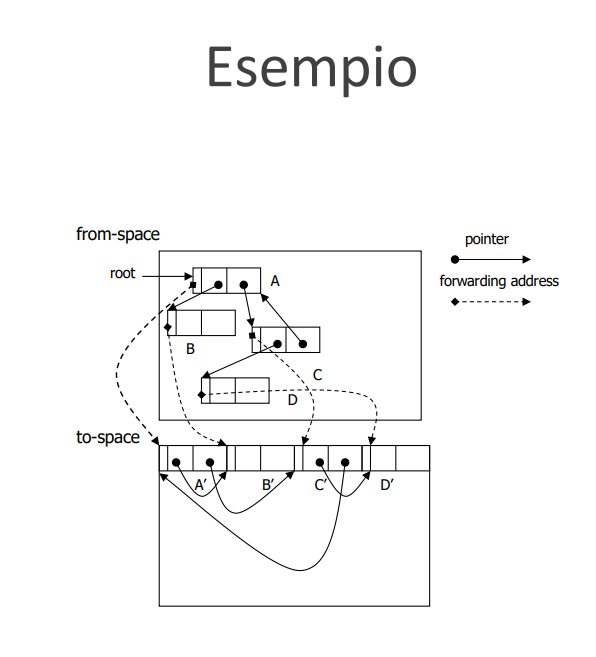 Esempio
from-space
pointer
root
A
forwarding address
B
C
D
to-space
A′
B′
C′
D′